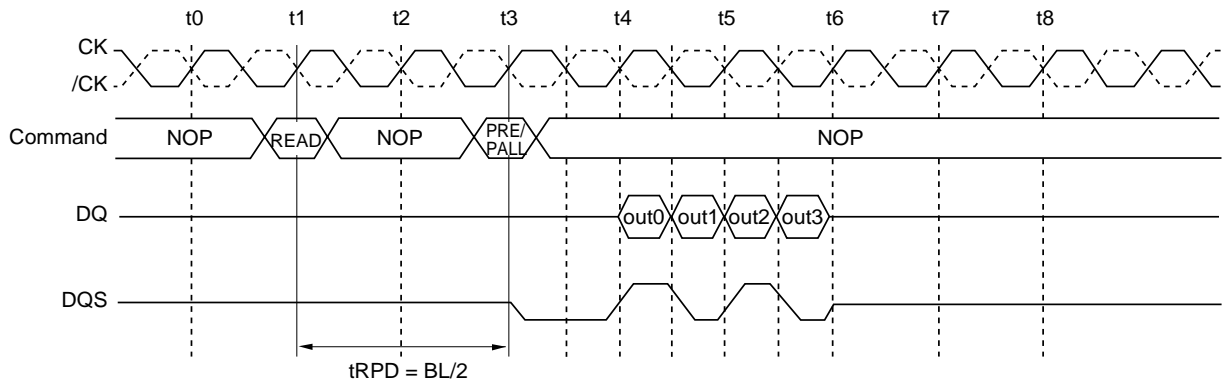 t0 t1 t2 t3 t4 t5 t6 t7 t8
CK
/CK
Command NOP READ NOP PRE/ NOP
PALL
DQ out0 out1 out2 out3
DQS
tRPD = BL/2